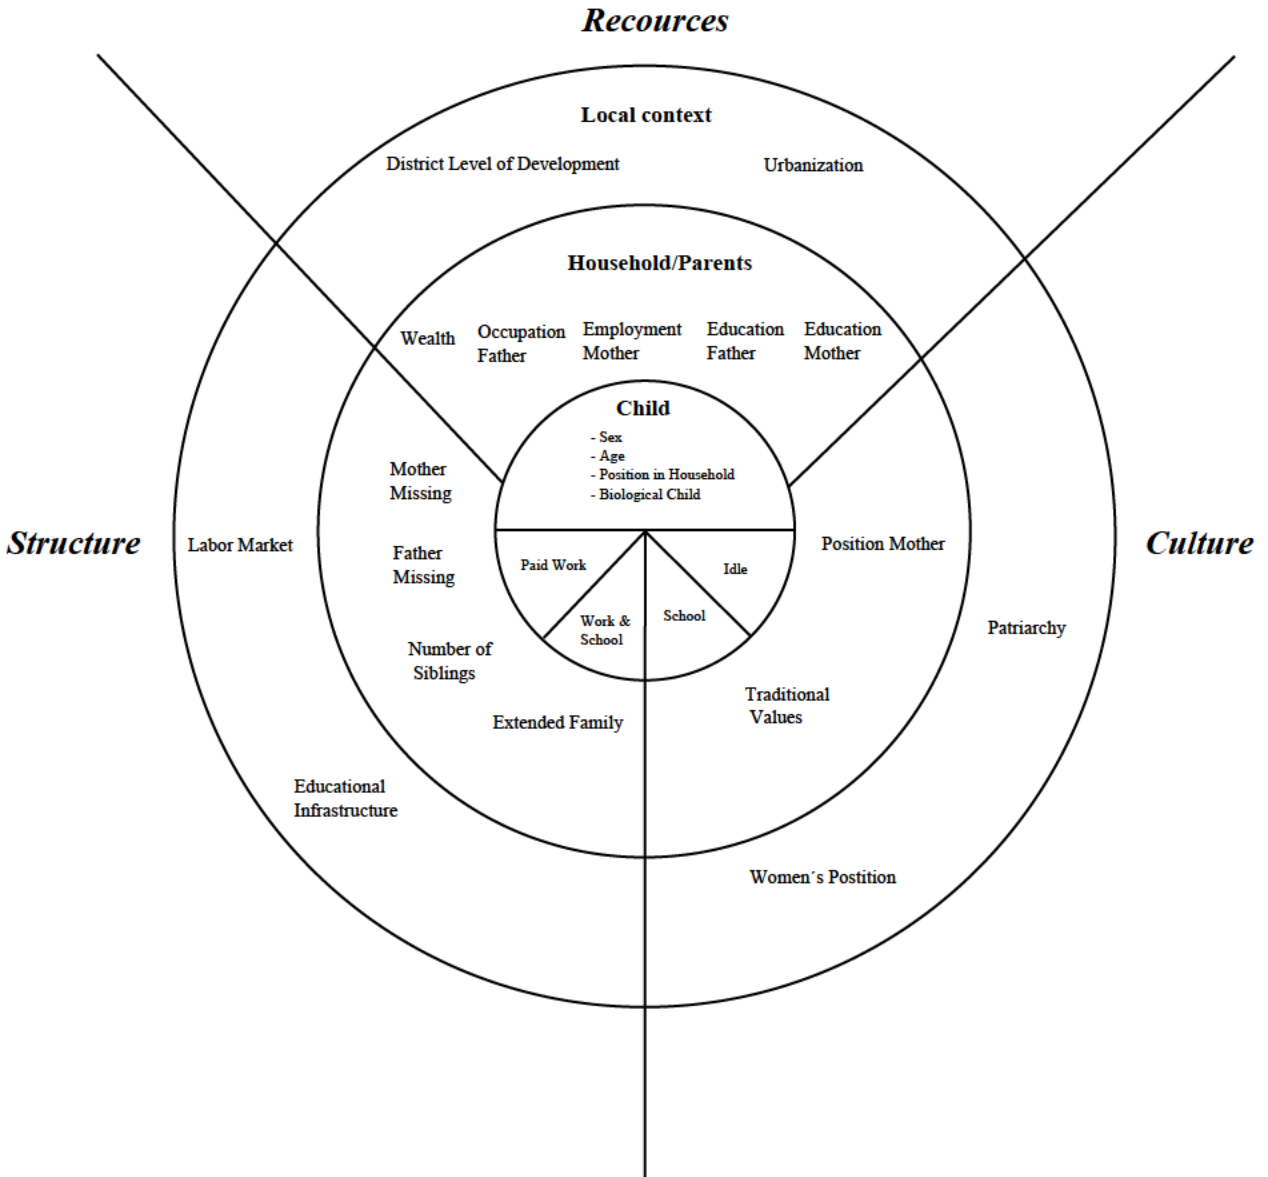 Recources
Local context
District Level of Development
Urbanization
Household/Parents
Wealth
Occupation
Father
Employment
Mother
Education
Father
Education
Mother
Child
- Sex
- Age
- Position in Household
- Biological Child
Mother
Missing
Structure
Labor Market
Father
Missing
Paid Work
Idle
Work &
School
School
Position Mother
Culture
Patriarchy
Number of
Siblings
Extended Family
Traditional
Values
Educational
Infrastructure
Women´s Postition